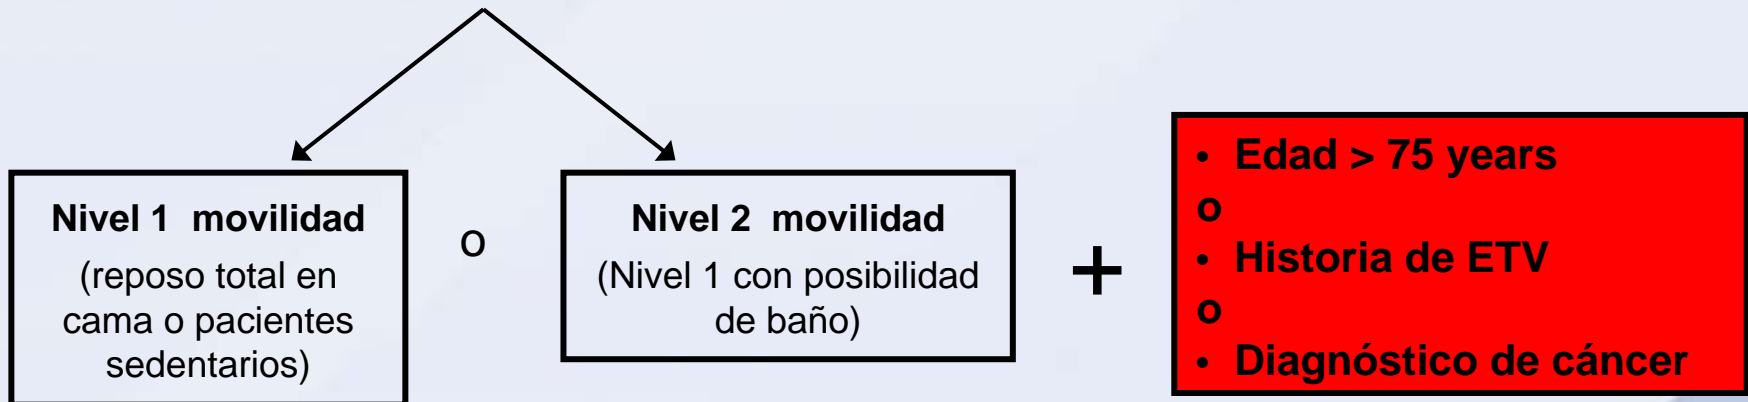 Nivel 1 movilidad
(reposo total en
cama o pacientes
sedentarios)
o
Nivel 2 movilidad
(Nivel 1 con posibilidad
de baño)
+
• Edad > 75 years
o
• Historia de ETV
o
• Diagnóstico de cáncer